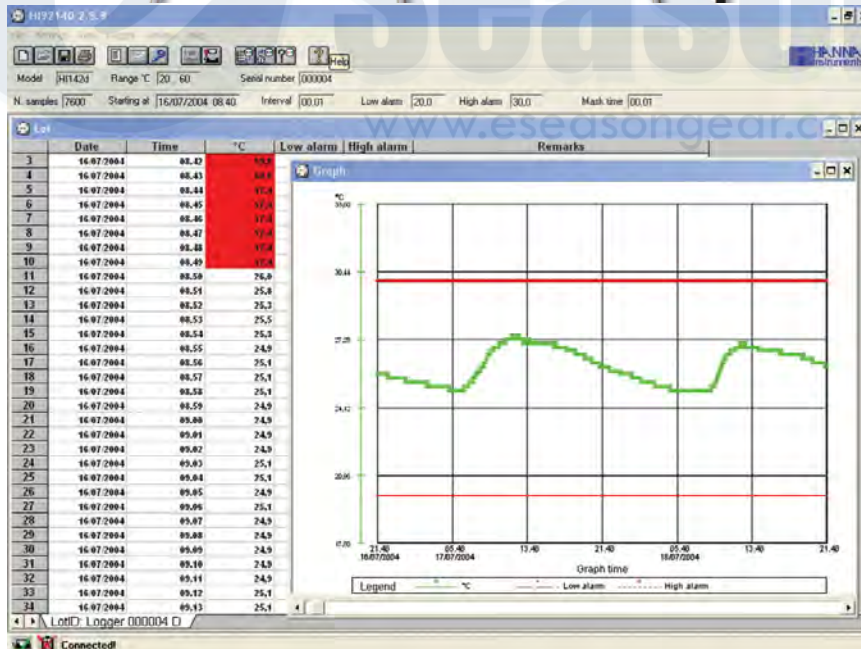 HI92140 2.5.9
Help
HANNA
instruments
Model HI142d Range °C 20 60 Serial number 000004
N. samples 7600 Starting at 16/07/2004 08.40 Interval 00.01 Low alarm 20,0 High alarm 30,0 Mask time 00.01
www.eseasongear.c
Lot
Date Time °C Low alarm High alarm Remarks
3 16/07/2004 08.42
4 16/07/2004 08.43
5 16/07/2004 08.44
6 16/07/2004 08.45
7 16/07/2004 08.46
8 16/07/2004 08.47
9 16/07/2004 08.48
10 16/07/2004 08.49
11 16/07/2004 08.50 26,0
12 16/07/2004 08.51 25,8
13 16/07/2004 08.52 25,3
14 16/07/2004 08.53 25,5
15 16/07/2004 08.54 25,3
16 16/07/2004 08.55 24,9
17 16/07/2004 08.56 25,1
18 16/07/2004 08.57 25,1
19 16/07/2004 08.58 25,1
20 16/07/2004 08.59 24,9
21 16/07/2004 09.00 24,9
22 16/07/2004 09.01 24,9
23 16/07/2004 09.02 24,9
24 16/07/2004 09.03 25,1
25 16/07/2004 09.04 25,1
26 16/07/2004 09.05 24,9
27 16/07/2004 09.06 25,1
28 16/07/2004 09.07 24,9
29 16/07/2004 09.08 24,9
30 16/07/2004 09.09 24,9
31 16/07/2004 09.10 24,9
32 16/07/2004 09.11 24,9
33 16/07/2004 09.12 25,1
34 16/07/2004 09.13 25,1
Graph
°C
21.40 05.40 13.40 21.40 05.40 13.40 21.40
16/07/2004 17/07/2004 18/07/2004
Graph time
Legend °C Low alarm High alarm
LotID: Logger 000004 D
Connected!